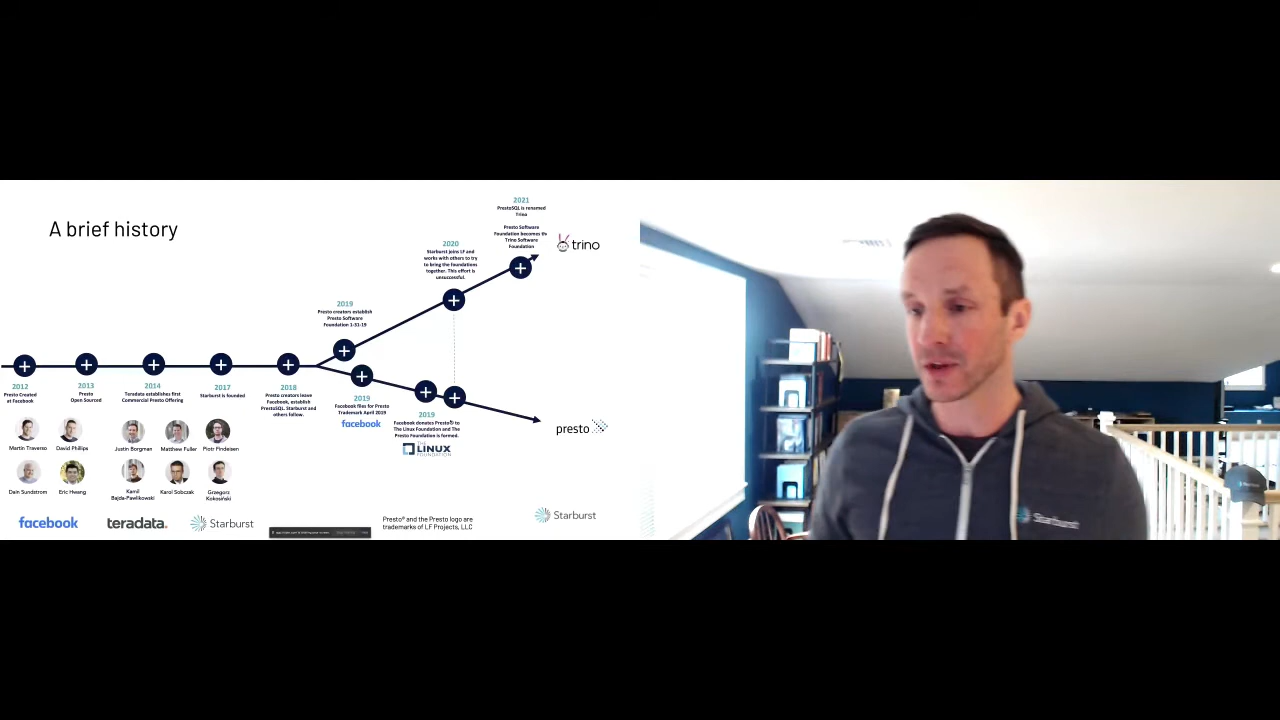 A brief history
2021
PrestoSQL is renamed
Trino
Presto Software
Foundation becomes the
Trino Software
Foundation
trino
2020
Starburst joins LF and
works with others to try
to bring the foundations
together. This effort is
unsuccessful.
2019
Presto creators establish
Presto Software
Foundation 1-31-19
2012
Presto Created
at Facebook
2013
Presto
Open Sourced
2014
Teradata establishes first
Commercial Presto Offering
2017
Starburst is founded
2018
Presto creators leave
Facebook, establish
PrestoSQL. Starburst and
others follow.
2019
Facebook files for Presto
Trademark April 2019
facebook
2019
Facebook donates Presto to
The Linux Foundation and The
Presto Foundation is formed.
THE
LINUX
FOUNDATION
presto
Martin Traverso
David Phillips
Justin Borgman
Matthew Fuller
Piotr Findeisen
Dain Sundstrom
Eric Hwang
Kamil
Bajda-Pawlikowski
Karol Sobczak
Grzegorz
Kokosiński
facebook
teradata.
Starburst
Presto® and the Presto logo are
trademarks of LF Projects, LLC
Starburst
Starburst